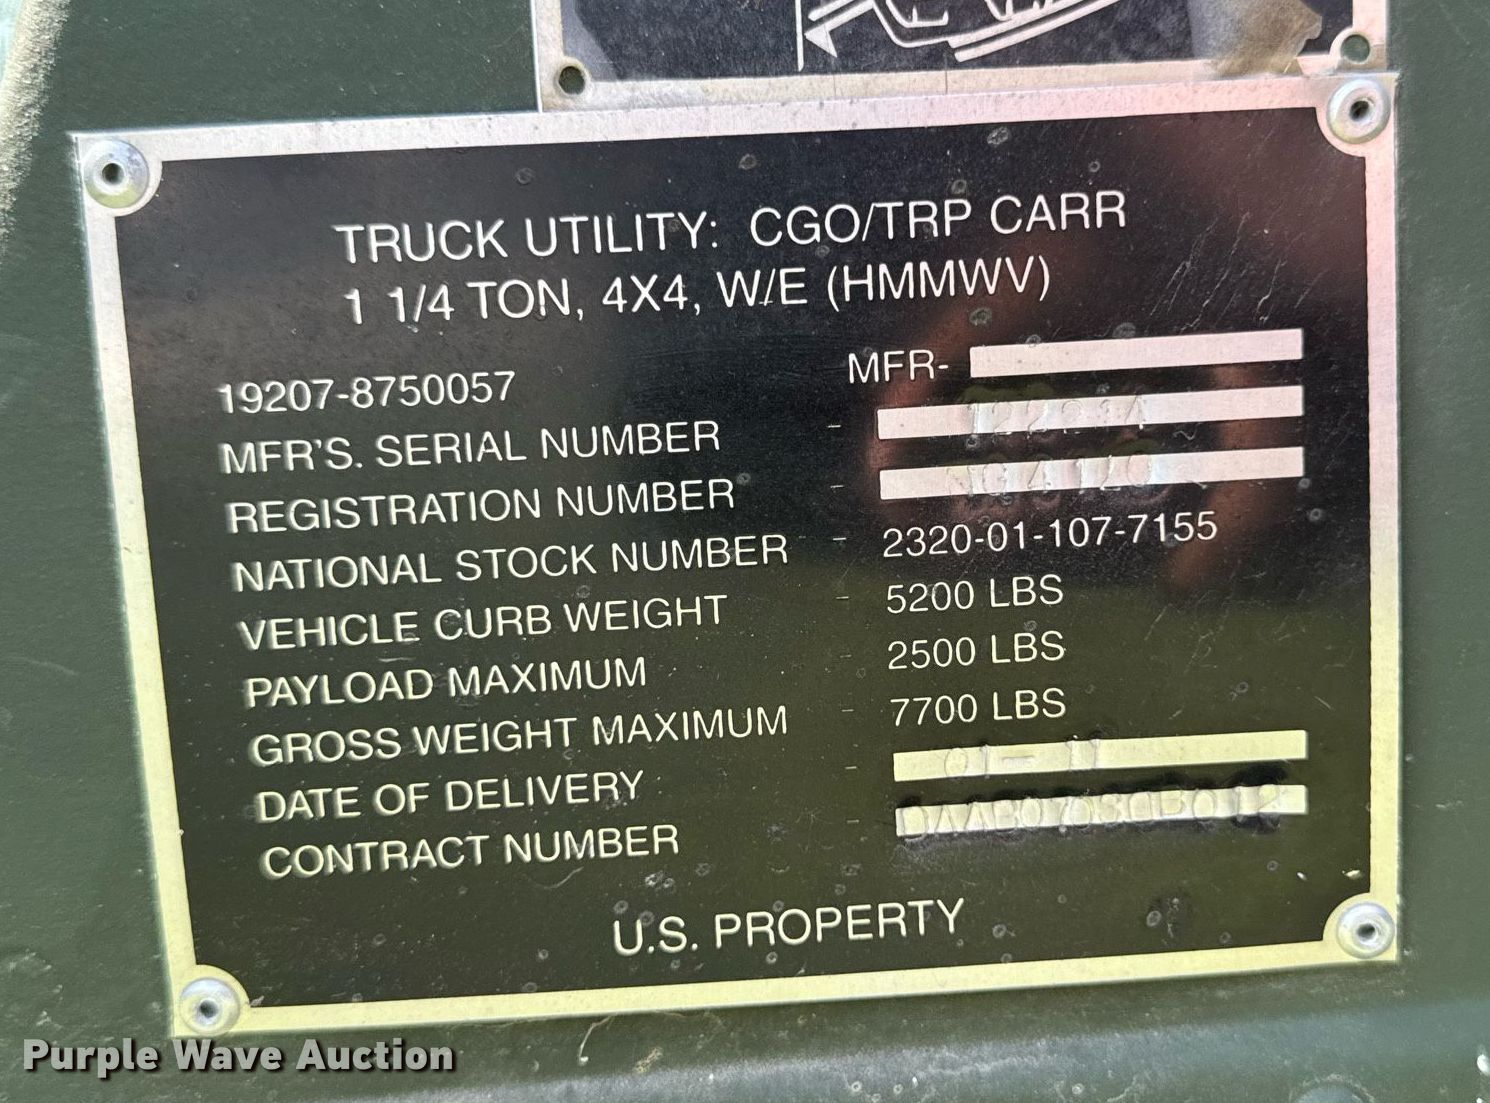 TRUCK UTILITY: CGO/TRP CARR
1 1/4 TON, 4X4, W/E (HMMWV)
19207-8750057 MFR-
MFR'S. SERIAL NUMBER -
REGISTRATION NUMBER -
NATIONAL STOCK NUMBER - 2320-01-107-7155
VEHICLE CURB WEIGHT - 5200 LBS
PAYLOAD MAXIMUM - 2500 LBS
GROSS WEIGHT MAXIMUM - 7700 LBS
DATE OF DELIVERY - 01-11
CONTRACT NUMBER -
U.S. PROPERTY
Purple Wave Auction